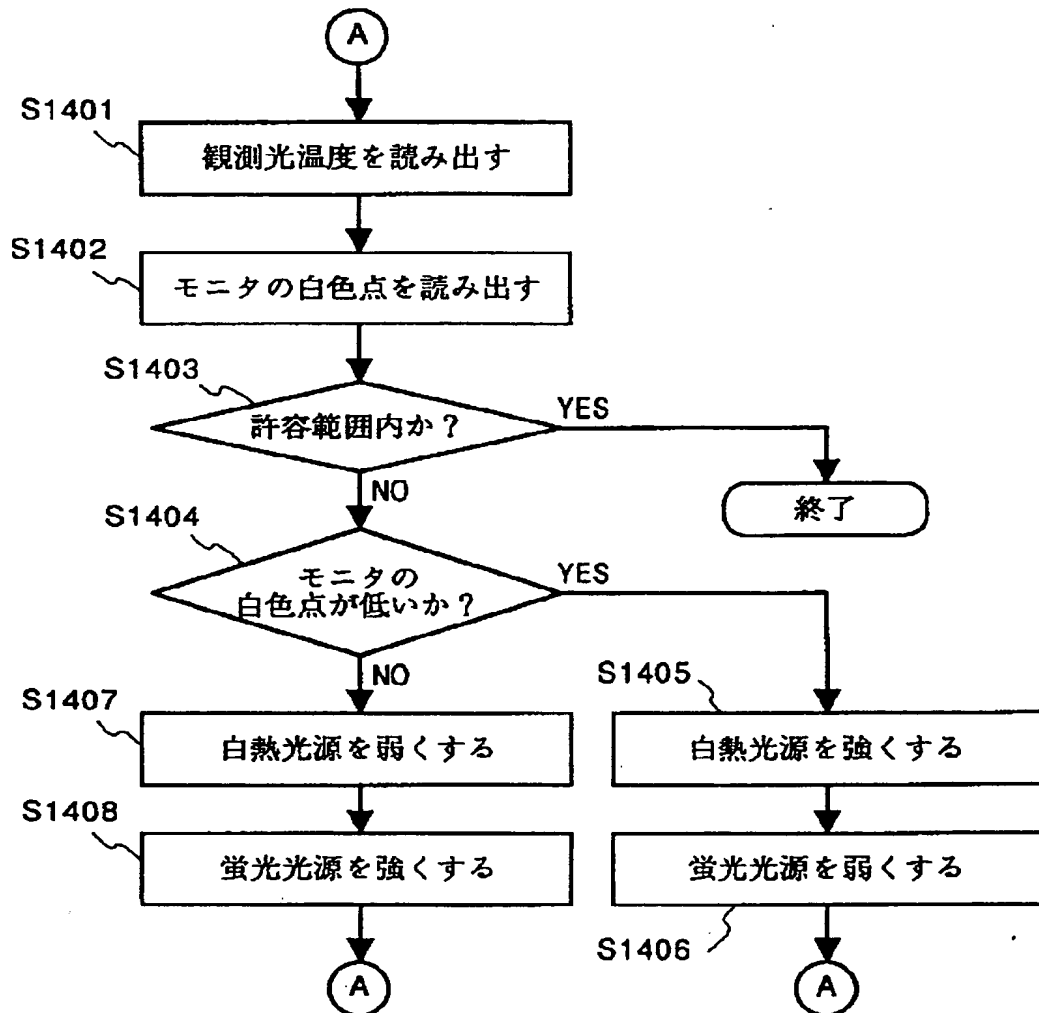 A
S1401
観測光温度を読み出す
S1402
モニタの白色点を読み出す
S1403
許容範囲内か？
YES
NO
終了
S1404
モニタの
白色点が低いか？
YES
NO
S1407
白熱光源を弱くする
S1405
白熱光源を強くする
S1408
蛍光光源を強くする
蛍光光源を弱くする
S1406
A
A